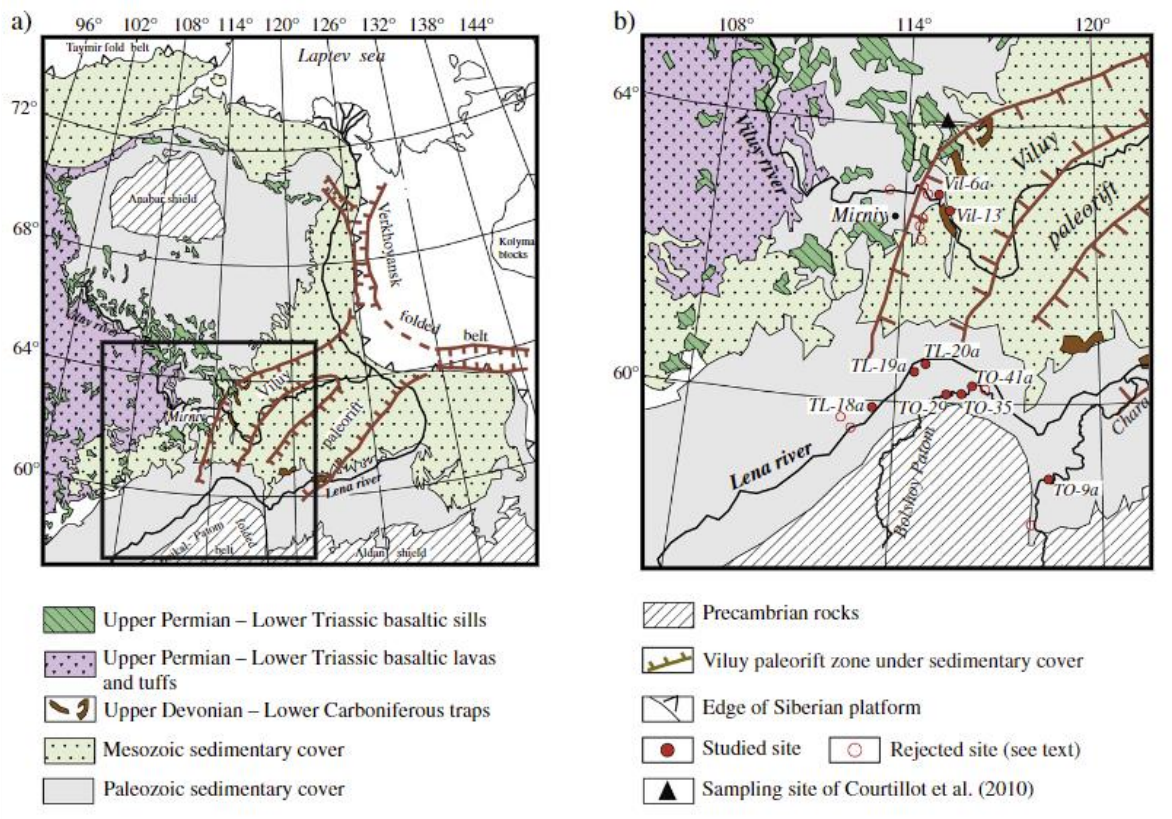 a)
96° 102° 108° 114° 120° 126° 132° 138° 144°
Taymir fold belt
Laptev sea
72°
Anabar shield
68°
Verkhoyansk
Kolyma
blocks
folded
belt
64°
Viluy
Mirniy
paleorift
60°
Lena river
Patom
folded
belt
Aldan shield
b)
108° 114° 120°
64°
Viluy river
Viluy
paleorift
Vil-6a
Mirniy
Vil-13
60°
TL-20a
TL-19a
TO-41a
TL-18a
TO-29
TO-35
Chara
Lena river
Bolshoy Patom
TO-9a
Upper Permian – Lower Triassic basaltic sills
Upper Permian – Lower Triassic basaltic lavas
and tuffs
Upper Devonian – Lower Carboniferous traps
Mesozoic sedimentary cover
Paleozoic sedimentary cover
Precambrian rocks
Viluy paleorift zone under sedimentary cover
Edge of Siberian platform
Studied site
Rejected site (see text)
Sampling site of Courtillot et al. (2010)